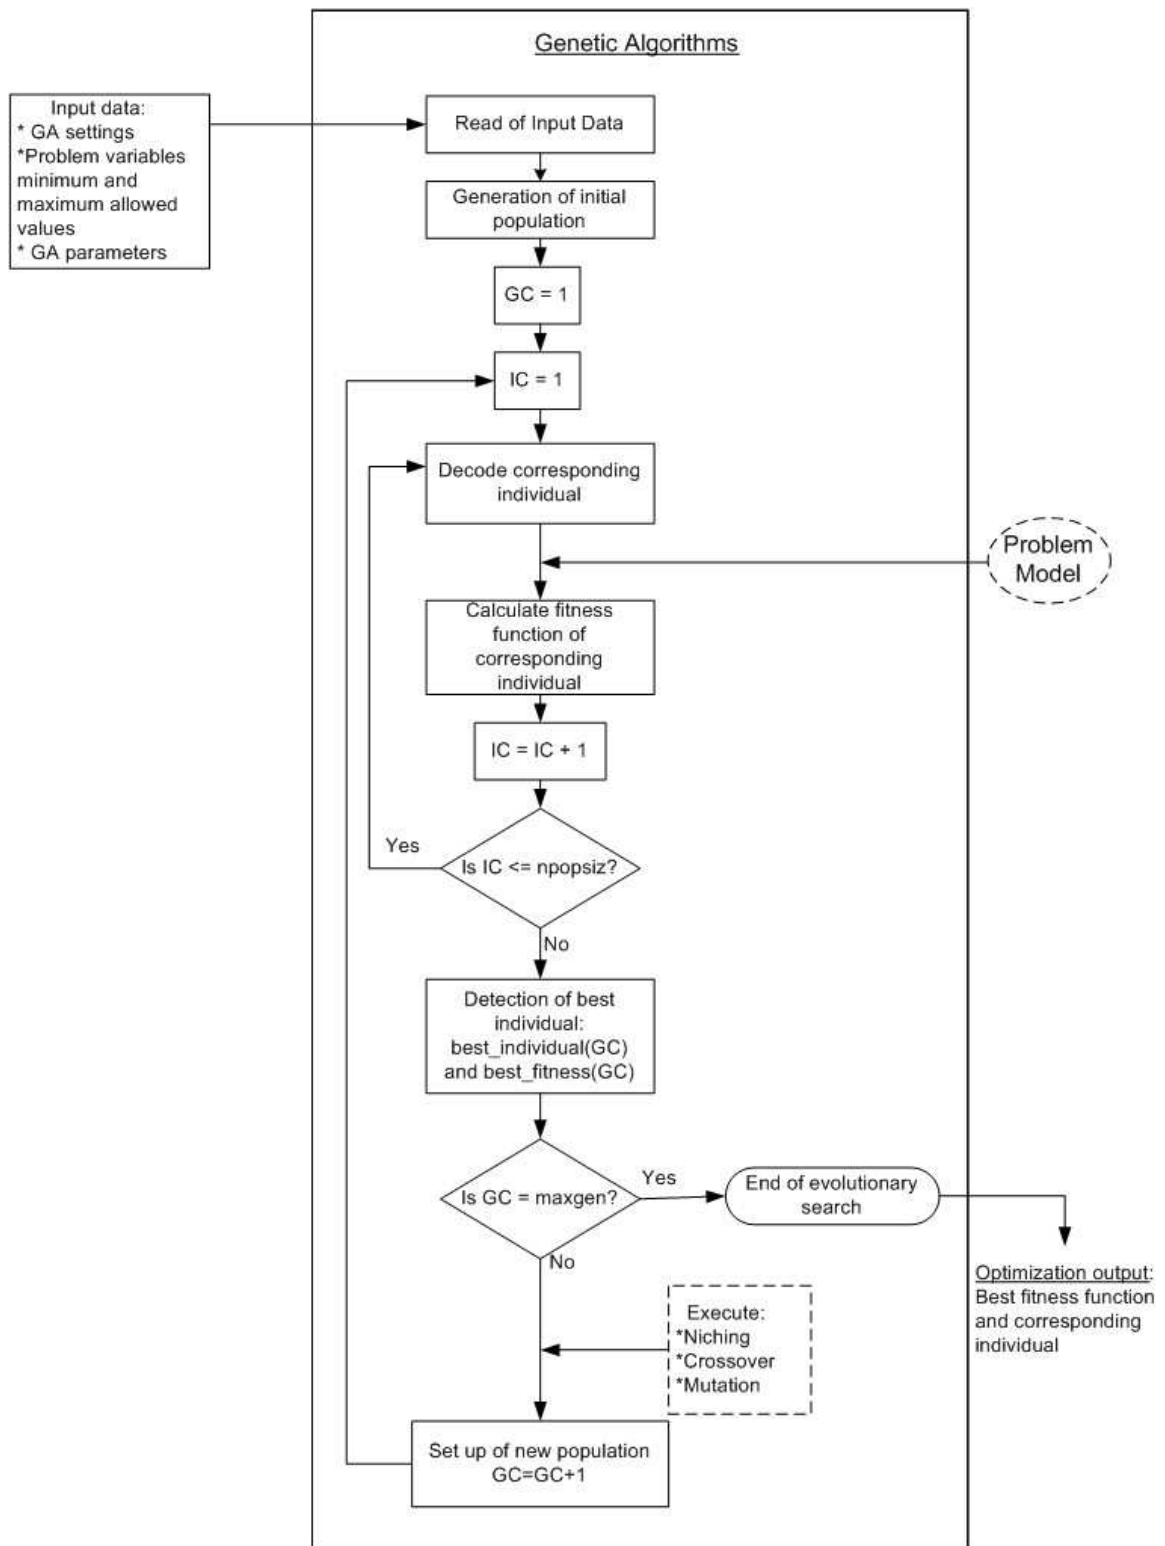 Genetic Algorithms
Input data:
* GA settings
*Problem variables
minimum and
maximum allowed
values
* GA parameters
Read of Input Data
Generation of initial
population
GC = 1
IC = 1
Decode corresponding
individual
Problem
Model
Calculate fitness
function of
corresponding
individual
IC = IC + 1
Yes
Is IC <= npopsiz?
No
Detection of best
individual:
best_individual(GC)
and best_fitness(GC)
Is GC = maxgen?
Yes
End of evolutionary
search
No
Optimization output:
Best fitness function
and corresponding
individual
Execute:
*Niching
*Crossover
*Mutation
Set up of new population
GC=GC+1